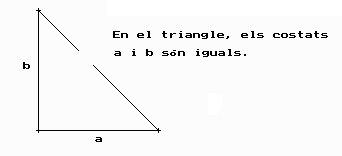 En el triangle, els costats
a i b són iguals.
b
a